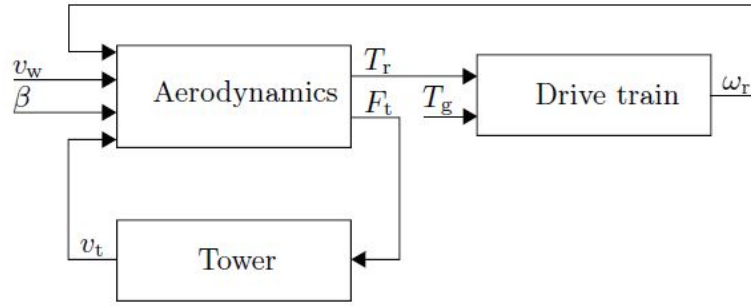 v_w
β
Aerodynamics
T_r
F_t
T_g
Drive train
ω_r
v_t
Tower